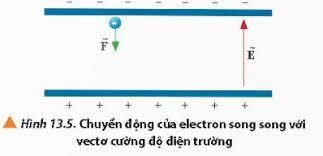 − − − − − − −
−
F⃗
E⃗
+ + + + + + +
▲ Hình 13.5. Chuyển động của electron song song với
vectơ cường độ điện trường